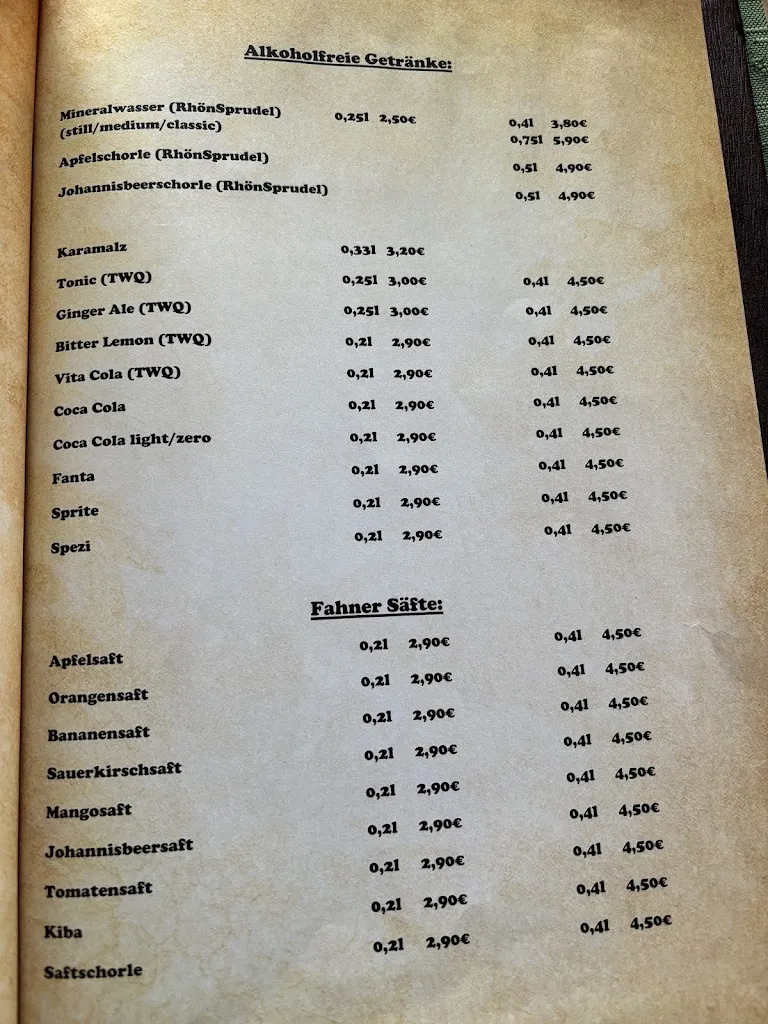 Alkoholfreie Getränke:
Mineralwasser (RhönSprudel) 0,25l 2,50€ 0,4l 3,80€
(still/medium/classic) 0,75l 5,90€
Apfelschorle (RhönSprudel) 0,5l 4,90€
Johannisbeerschorle (RhönSprudel) 0,5l 4,90€
Karamalz 0,33l 3,20€
Tonic (TWQ) 0,25l 3,00€ 0,4l 4,50€
Ginger Ale (TWQ) 0,25l 3,00€ 0,4l 4,50€
Bitter Lemon (TWQ) 0,2l 2,90€ 0,4l 4,50€
Vita Cola (TWQ) 0,2l 2,90€ 0,4l 4,50€
Coca Cola 0,2l 2,90€ 0,4l 4,50€
Coca Cola light/zero 0,2l 2,90€ 0,4l 4,50€
Fanta 0,2l 2,90€ 0,4l 4,50€
Sprite 0,2l 2,90€ 0,4l 4,50€
Spezi 0,2l 2,90€ 0,4l 4,50€
Fahner Säfte:
Apfelsaft 0,2l 2,90€ 0,4l 4,50€
Orangensaft 0,2l 2,90€ 0,4l 4,50€
Bananensaft 0,2l 2,90€ 0,4l 4,50€
Sauerkirschsaft 0,2l 2,90€ 0,4l 4,50€
Mangosaft 0,2l 2,90€ 0,4l 4,50€
Johannisbeersaft 0,2l 2,90€ 0,4l 4,50€
Tomatensaft 0,2l 2,90€ 0,4l 4,50€
Kiba 0,2l 2,90€ 0,4l 4,50€
Saftschorle 0,2l 2,90€ 0,4l 4,50€